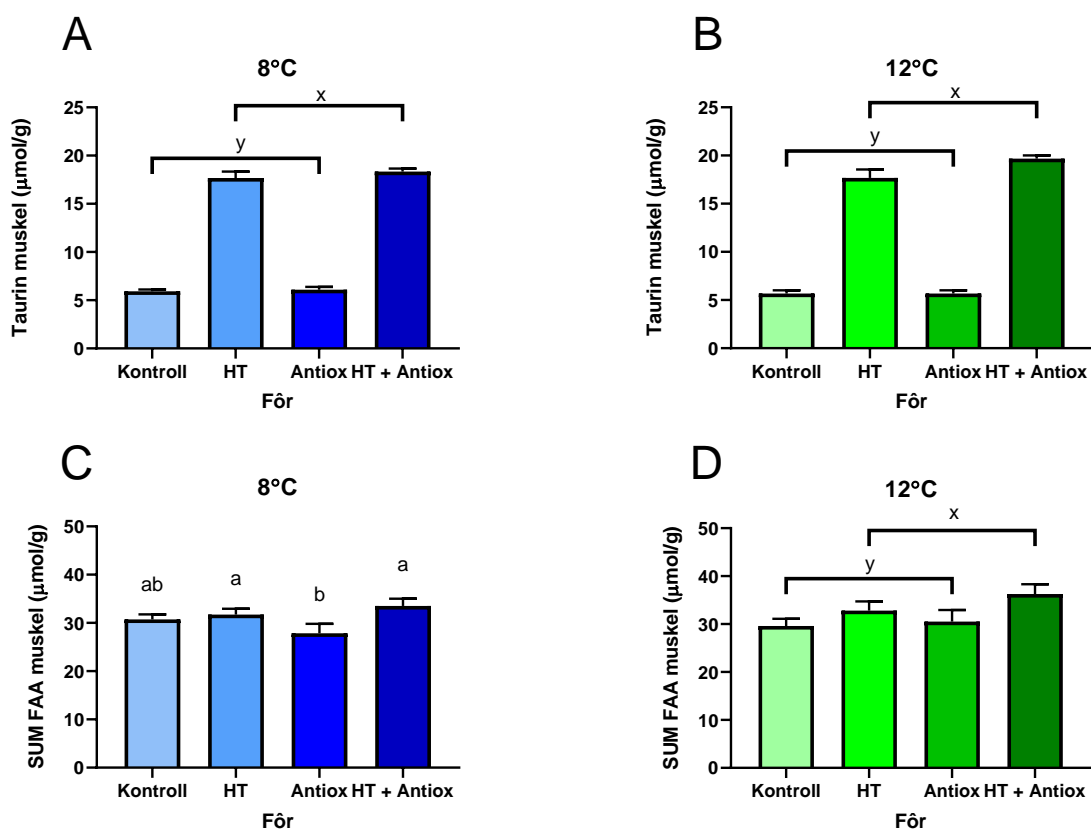 A
8°C
Taurin muskel (μmol/g)
25
20
15
10
5
0
x
y
Kontroll HT Antiox HT + Antiox
Fôr
B
12°C
Taurin muskel (μmol/g)
25
20
15
10
5
0
x
y
Kontroll HT Antiox HT + Antiox
Fôr
C
8°C
SUM FAA muskel (μmol/g)
50
40
30
20
10
0
ab a b a
Kontroll HT Antiox HT + Antiox
Fôr
D
12°C
SUM FAA muskel (μmol/g)
50
40
30
20
10
0
x
y
Kontroll HT Antiox HT + Antiox
Fôr